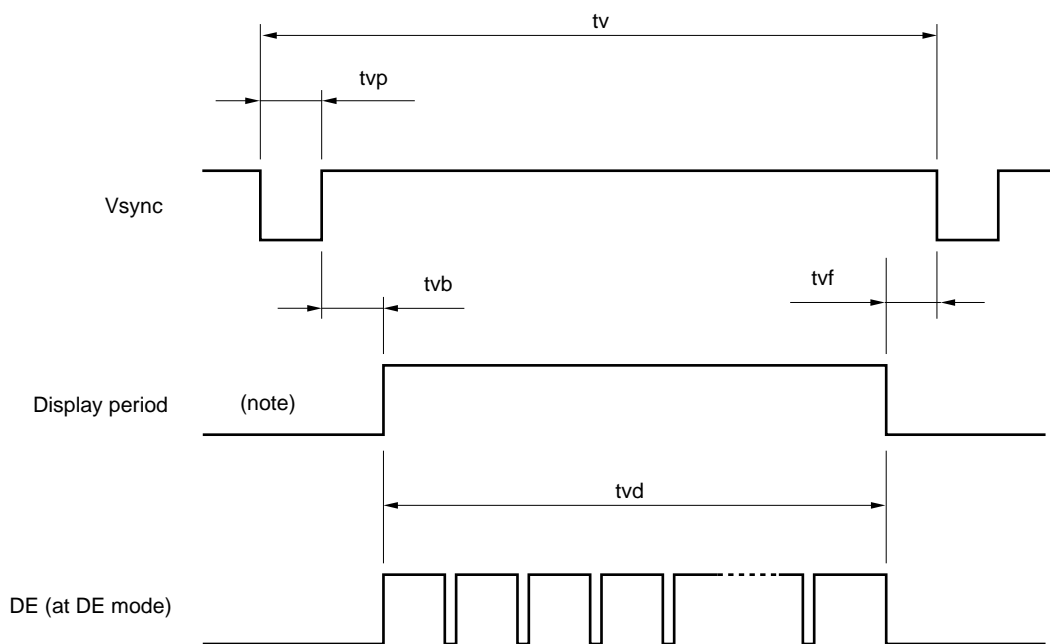 tv
tvp
Vsync
tvb
tvf
Display period
(note)
tvd
DE (at DE mode)